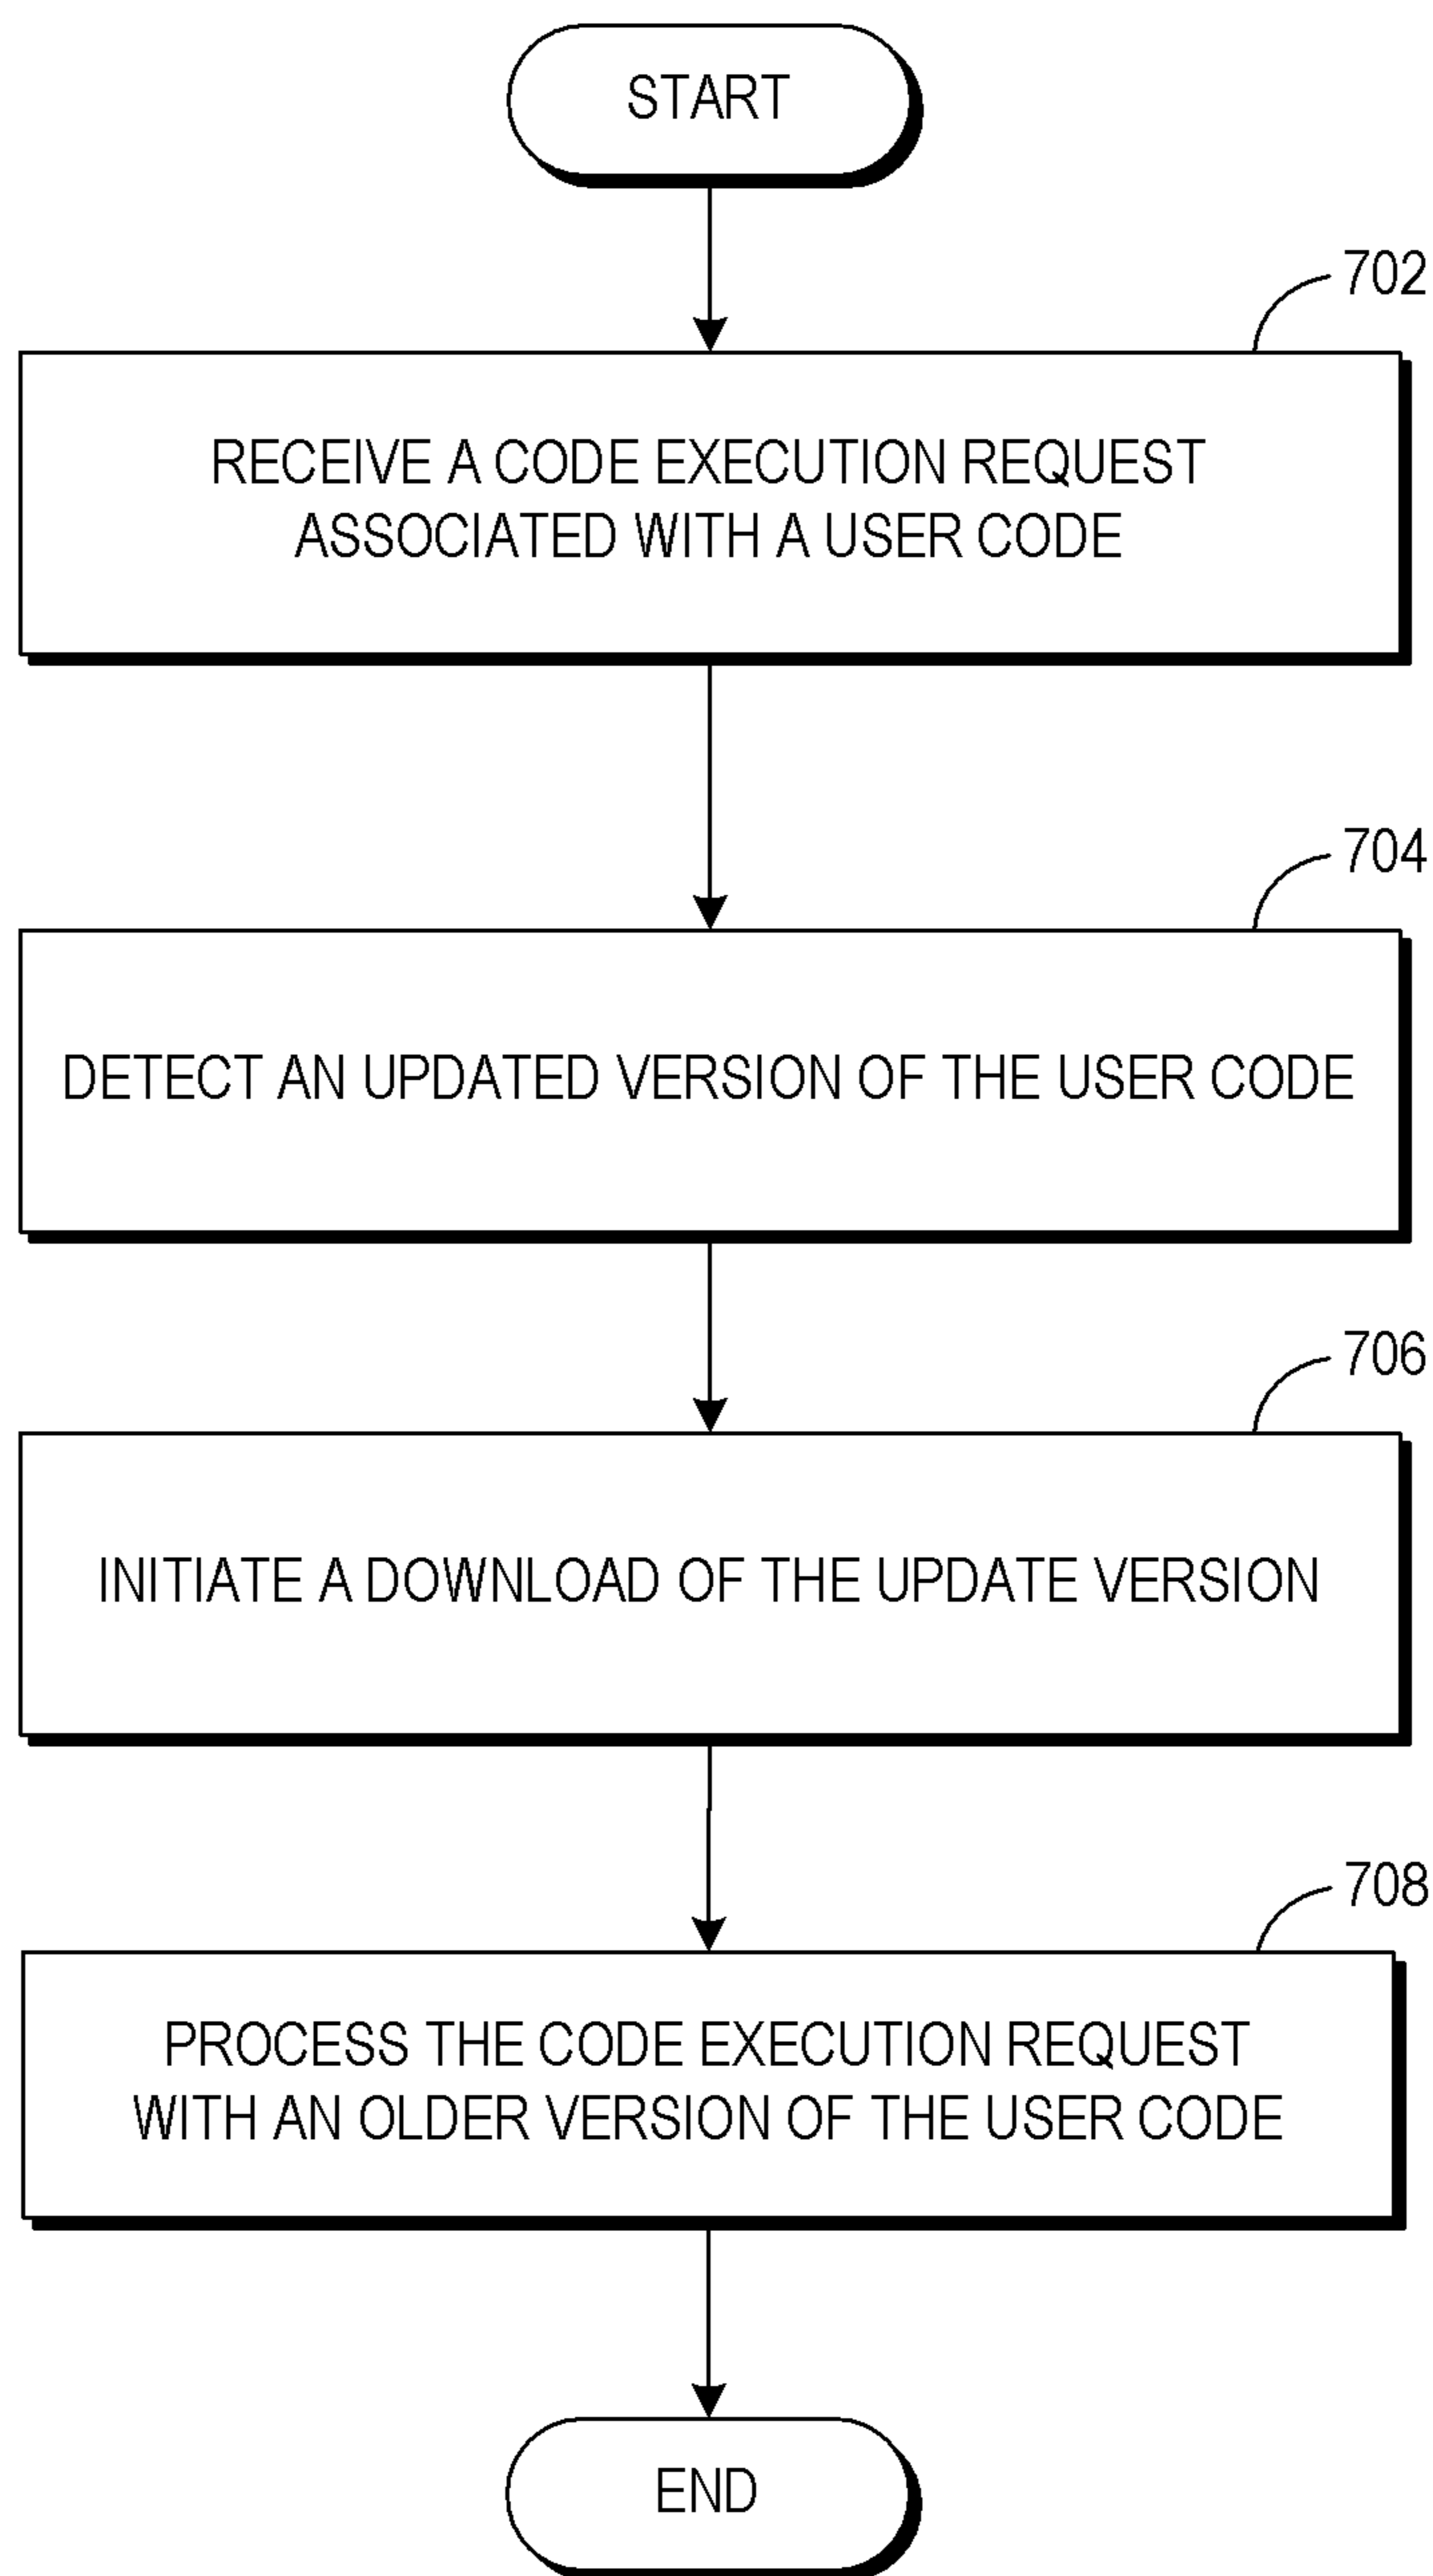 START
702
RECEIVE A CODE EXECUTION REQUEST
ASSOCIATED WITH A USER CODE
704
DETECT AN UPDATED VERSION OF THE USER CODE
706
INITIATE A DOWNLOAD OF THE UPDATE VERSION
708
PROCESS THE CODE EXECUTION REQUEST
WITH AN OLDER VERSION OF THE USER CODE
END